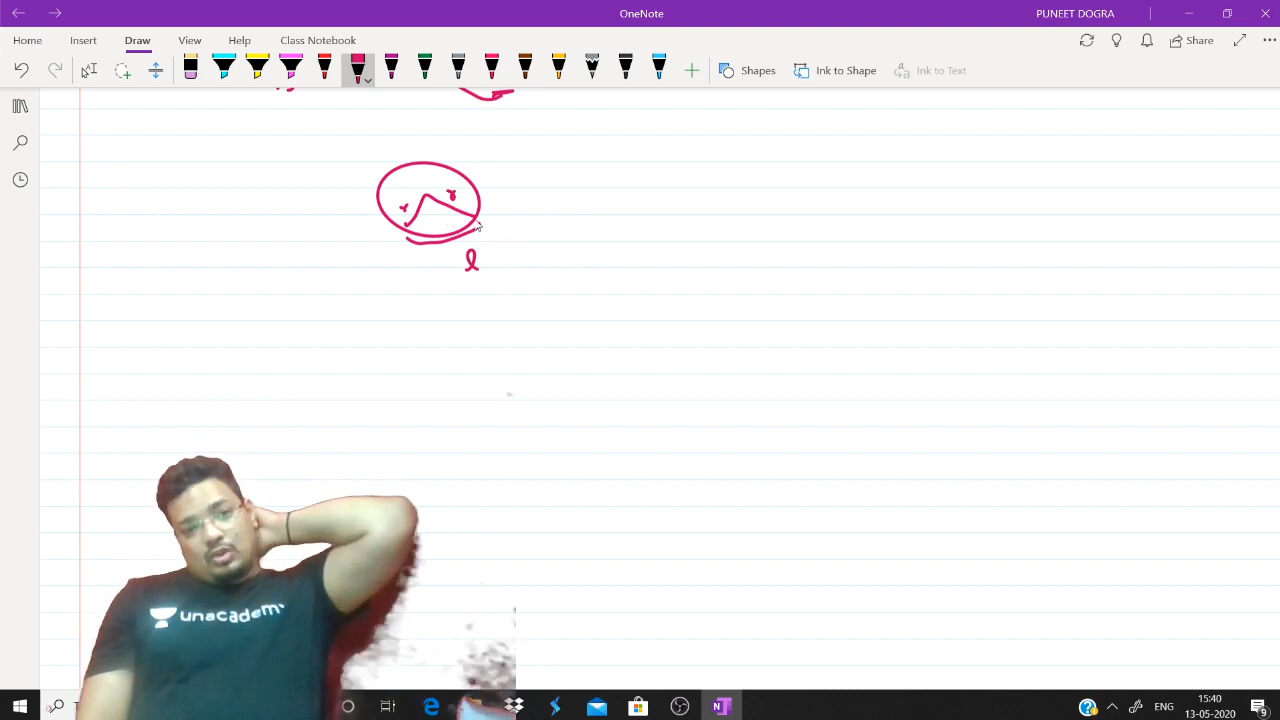 OneNote
PUNEET DOGRA
Home Insert Draw View Help Class Notebook
Share
Shapes
Ink to Shape
Ink to Text
r
r
l
unacademy
ENG
15:40
13-05-2020
9